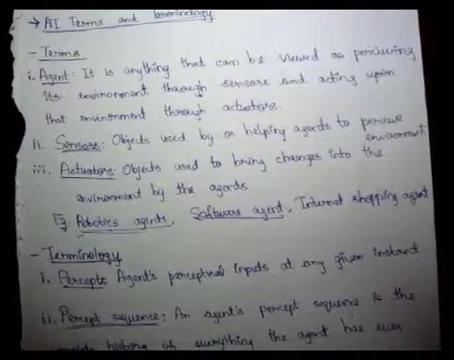 → AI Terms and terminology
- Terms
i. Agent: It is anything that can be viewed as perceiving
its environment through sensors and acting upon
that environment through actuators.
ii. Sensors: Objects used by or helping agents to perceive environment
iii. Actuators: Objects used to bring changes into the
environment by the agents
Eg: Robotics agents, Software agent, Internet shopping agent
- Terminology
i. Percept: Agent's perceptual inputs at any given instant
ii. Percept sequence: An agent's percept sequence is the
history of everything the agent has ever